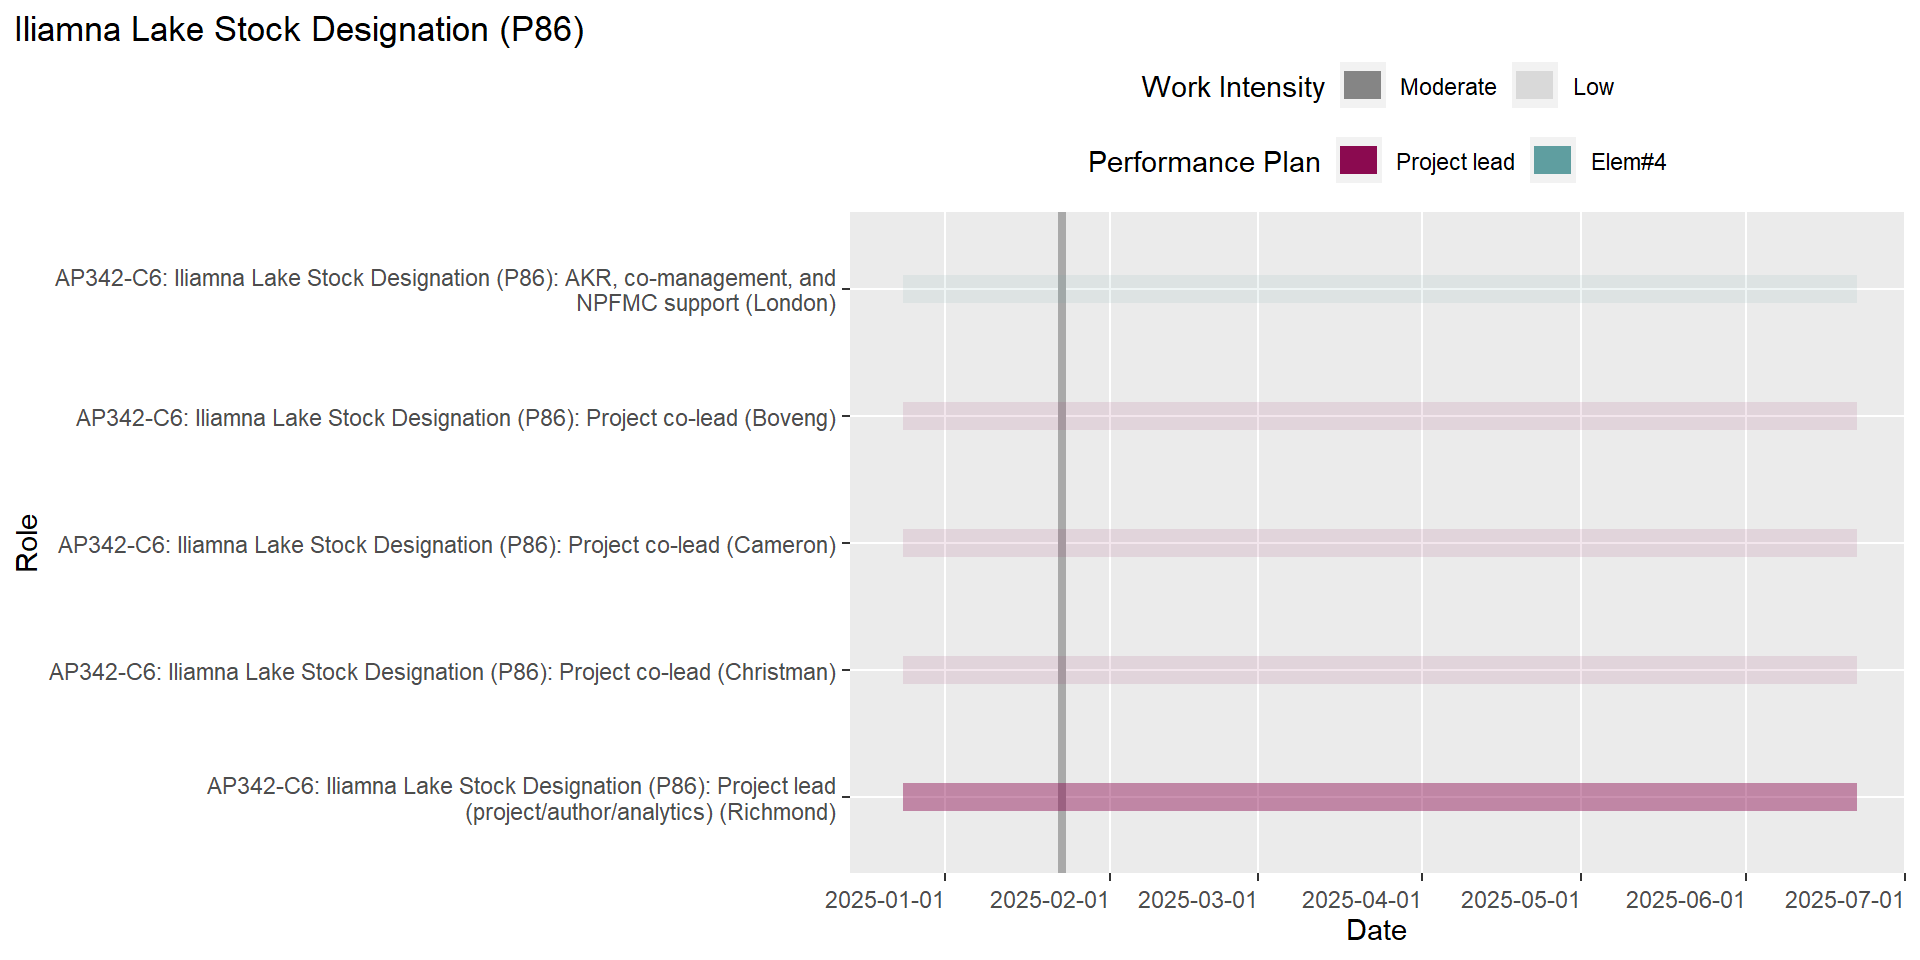 Iliamna Lake Stock Designation (P86)
Work Intensity Moderate Low
Performance Plan Project lead Elem#4
AP342-C6: Iliamna Lake Stock Designation (P86): AKR, co-management, and
NPFMC support (London)
AP342-C6: Iliamna Lake Stock Designation (P86): Project co-lead (Boveng)
AP342-C6: Iliamna Lake Stock Designation (P86): Project co-lead (Cameron)
AP342-C6: Iliamna Lake Stock Designation (P86): Project co-lead (Christman)
AP342-C6: Iliamna Lake Stock Designation (P86): Project lead
(project/author/analytics) (Richmond)
Role
2025-01-01 2025-02-01 2025-03-01 2025-04-01 2025-05-01 2025-06-01 2025-07-01
Date